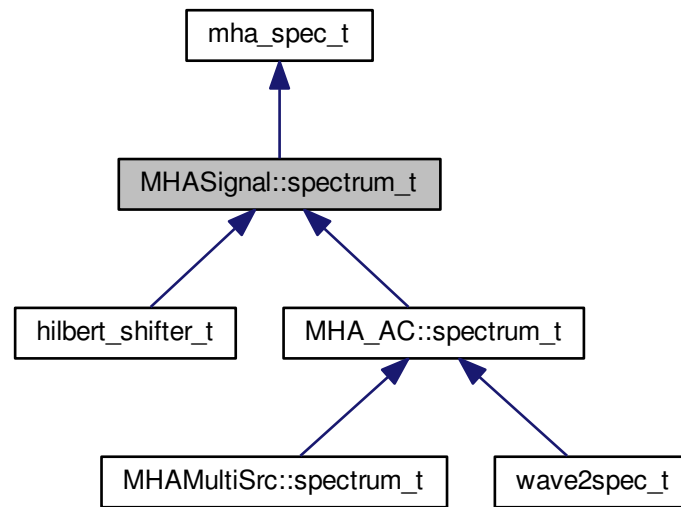 mha_spec_t
MHASignal::spectrum_t
hilbert_shifter_t
MHA_AC::spectrum_t
MHAMultiSrc::spectrum_t
wave2spec_t